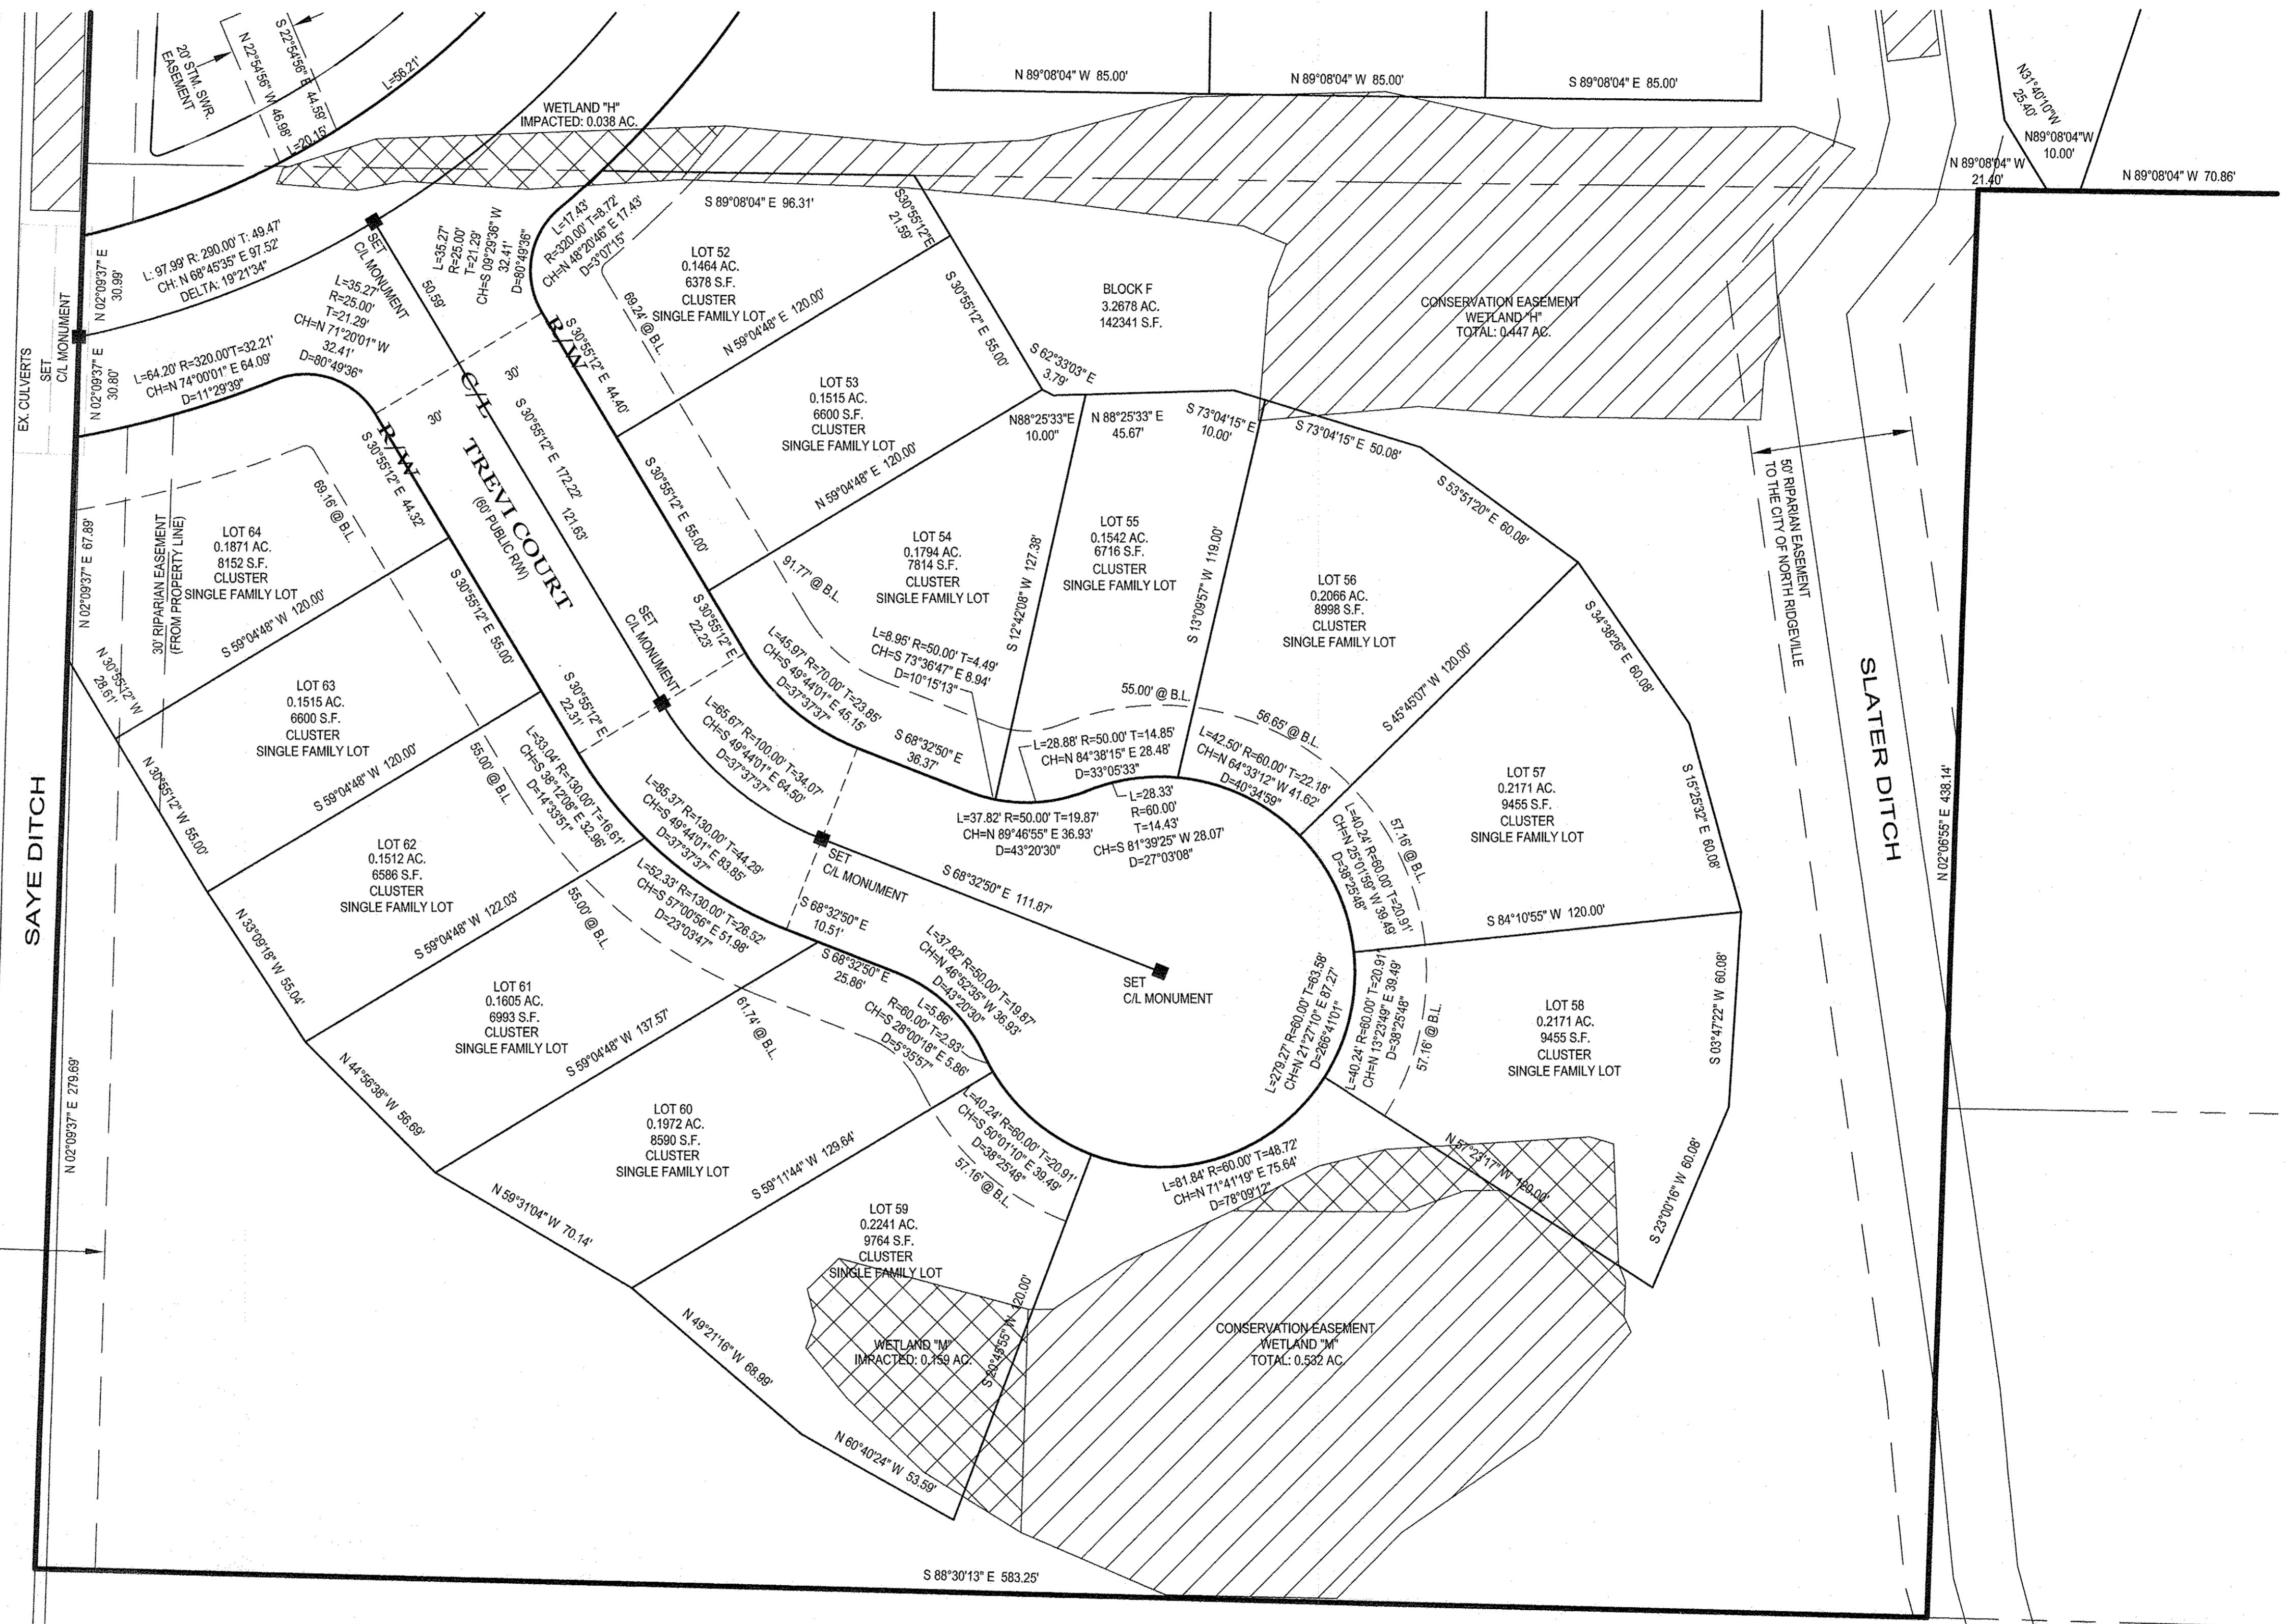 20' STM. SWR.
EASEMENT
N 22°54'56" W 46.98'
S 22°54'56" E 44.59'
L=56.21'
L=20.15'
WETLAND "H"
IMPACTED: 0.038 AC.
N 89°08'04" W 85.00'
N 89°08'04" W 85.00'
S 89°08'04" E 85.00'
N31°40'10"W
25.40'
N89°08'04"W
10.00'
N 89°08'04" W
21.40'
N 89°08'04" W 70.86'
EX. CULVERTS
SET
C/L MONUMENT
N 02°09'37" E
30.99'
N 02°09'37" E
30.80'
L: 97.99' R: 290.00' T: 49.47'
CH: N 68°45'35" E 97.52'
DELTA: 19°21'34"
L=64.20' R=320.00'T=32.21'
CH=N 74°00'01" E 64.09'
D=11°29'39"
L=35.27'
R=25.00'
T=21.29'
CH=N 71°20'01" W
32.41'
D=80°49'36"
SET
C/L MONUMENT
50.59'
L=35.27'
R=25.00'
T=21.29'
CH=S 09°29'36" W
32.41'
D=80°49'36"
L=17.43'
R=320.00' T=8.72'
CH=N 48°20'46" E 17.43'
D=3°07'15"
S 89°08'04" E 96.31'
S30°55'12"E
21.59'
LOT 52
0.1464 AC.
6378 S.F.
CLUSTER
SINGLE FAMILY LOT
69.24' @ B.L.
N 59°04'48" E 120.00'
S 30°55'12" E 55.00'
BLOCK F
3.2678 AC.
142341 S.F.
CONSERVATION EASEMENT
WETLAND "H"
TOTAL: 0.447 AC.
R/W
S 30°55'12" E 44.40'
C/L
30'
30'
R/W
S 30°55'12" E 44.32'
S 30°55'12" E 172.22'
121.63'
TREVI COURT
(60' PUBLIC R/W)
LOT 53
0.1515 AC.
6600 S.F.
CLUSTER
SINGLE FAMILY LOT
S 30°55'12" E 55.00'
N 59°04'48" E 120.00'
S 62°33'03" E
3.79'
N88°25'33"E
10.00"
N 88°25'33" E
45.67'
S 73°04'15" E
10.00'
S 73°04'15" E 50.08'
S 53°51'20" E 60.08'
50' RIPARIAN EASEMENT
TO THE CITY OF NORTH RIDGEVILLE
69.16' @ B.L.
N 02°09'37" E 67.89'
30' RIPARIAN EASEMENT
(FROM PROPERTY LINE)
LOT 64
0.1871 AC.
8152 S.F.
CLUSTER
SINGLE FAMILY LOT
S 59°04'48" W 120.00'
S 30°55'12" E 55.00'
N 30°55'12" W
28.61'
LOT 54
0.1794 AC.
7814 S.F.
CLUSTER
SINGLE FAMILY LOT
91.77' @ B.L.
S 12°42'08" W 127.38'
LOT 55
0.1542 AC.
6716 S.F.
CLUSTER
SINGLE FAMILY LOT
S 13°09'57" W 119.00'
LOT 56
0.2066 AC.
8998 S.F.
CLUSTER
SINGLE FAMILY LOT
S 45°45'07" W 120.00'
S 34°38'26" E 60.08'
SET
C/L MONUMENT
S 30°55'12" E
22.23'
L=45.97' R=70.00' T=23.85'
CH=S 49°44'01" E 45.15'
D=37°37'37"
L=8.95' R=50.00' T=4.49'
CH=S 73°36'47" E 8.94'
D=10°15'13"
55.00' @ B.L.
56.65' @ B.L.
LOT 63
0.1515 AC.
6600 S.F.
CLUSTER
SINGLE FAMILY LOT
S 59°04'48" W 120.00'
S 30°55'12" E
22.31'
N 30°55'12" W 55.00'
55.00' @ B.L.
L=33.04' R=130.00' T=16.61'
CH=S 38°12'08" E 32.96'
D=14°33'51"
L=65.67' R=100.00' T=34.07'
CH=S 49°44'01" E 64.50'
D=37°37'37"
S 68°32'50" E
36.37'
L=28.88' R=50.00' T=14.85'
CH=N 84°38'15" E 28.48'
D=33°05'33"
L=42.50' R=60.00' T=22.18'
CH=N 64°33'12" W 41.62'
D=40°34'59"
LOT 57
0.2171 AC.
9455 S.F.
CLUSTER
SINGLE FAMILY LOT
S 15°25'32" E 60.08'
SLATER DITCH
N 02°06'55" E 438.14'
SAYE DITCH
L=85.37' R=130.00' T=44.29'
CH=S 49°44'01" E 83.85'
D=37°37'37"
L=37.82' R=50.00' T=19.87'
CH=N 89°46'55" E 36.93'
D=43°20'30"
L=28.33'
R=60.00'
T=14.43'
CH=S 81°39'25" W 28.07'
D=27°03'08"
L=40.24' R=60.00' T=20.91'
CH=N 25°01'59" W 39.49'
D=38°25'48"
57.16' @ B.L.
LOT 62
0.1512 AC.
6586 S.F.
CLUSTER
SINGLE FAMILY LOT
S 59°04'48" W 122.03'
N 33°09'18" W 55.04'
55.00' @ B.L.
L=52.33' R=130.00' T=26.52'
CH=S 57°00'56" E 51.98'
D=23°03'47"
SET
C/L MONUMENT
S 68°32'50" E 111.87'
S 68°32'50" E
10.51'
S 84°10'55" W 120.00'
LOT 61
0.1605 AC.
6993 S.F.
CLUSTER
SINGLE FAMILY LOT
S 59°04'48" W 137.57'
S 68°32'50" E
25.86'
61.74' @ B.L.
L=37.82' R=50.00' T=19.87'
CH=N 46°52'35" W 36.93'
D=43°20'30"
L=5.86'
R=60.00' T=2.93'
CH=S 28°00'18" E 5.86'
D=5°35'57"
SET
C/L MONUMENT
L=279.27' R=60.00' T=63.58'
CH=N 21°27'10" E 87.27'
D=266°41'01"
L=40.24' R=60.00' T=20.91'
CH=N 13°23'49" E 39.49'
D=38°25'48"
57.16' @ B.L.
LOT 58
0.2171 AC.
9455 S.F.
CLUSTER
SINGLE FAMILY LOT
S 03°47'22" W 60.08'
N 02°09'37" E 279.69'
N 44°56'38" W 56.69'
LOT 60
0.1972 AC.
8590 S.F.
CLUSTER
SINGLE FAMILY LOT
S 59°11'44" W 129.64'
N 59°31'04" W 70.14'
L=40.24' R=60.00' T=20.91'
CH=S 50°01'10" E 39.49'
D=38°25'48"
57.16' @ B.L.
L=81.84' R=60.00' T=48.72'
CH=N 71°41'19" E 75.64'
D=78°09'12"
N 57°23'17" W 120.00'
S 23°00'16" W 60.08'
LOT 59
0.2241 AC.
9764 S.F.
CLUSTER
SINGLE FAMILY LOT
S 20°45'55" W 120.00'
WETLAND "M"
IMPACTED: 0.159 AC.
CONSERVATION EASEMENT
WETLAND "M"
TOTAL: 0.532 AC.
N 49°21'16" W 68.99'
N 60°40'24" W 53.59'
S 88°30'13" E 583.25'